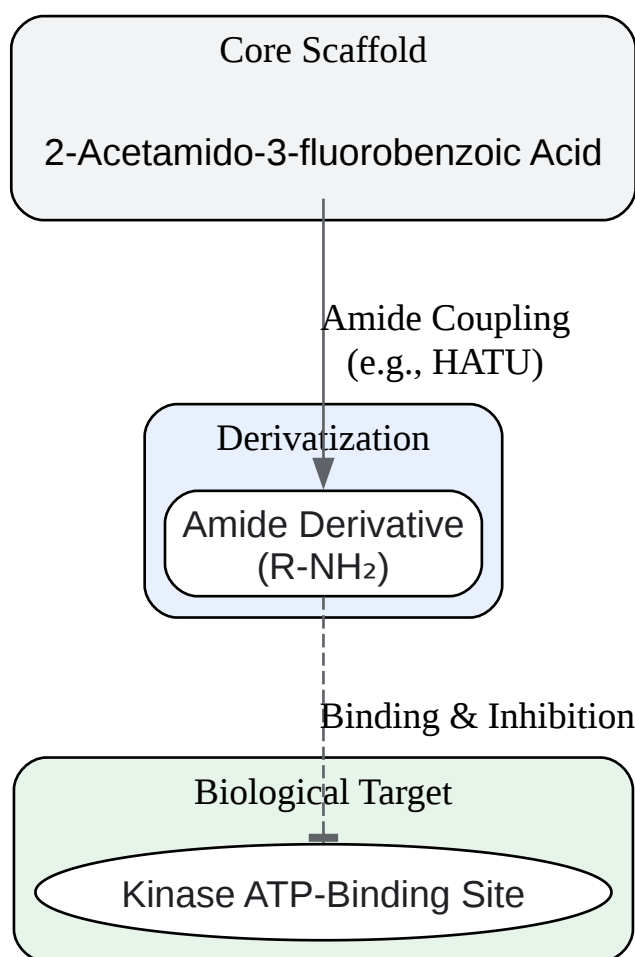 Core Scaffold
2-Acetamido-3-fluorobenzoic Acid
Amide Coupling
(e.g., HATU)
Derivatization
Amide Derivative
(R-NH₂)
Binding & Inhibition
Biological Target
Kinase ATP-Binding Site